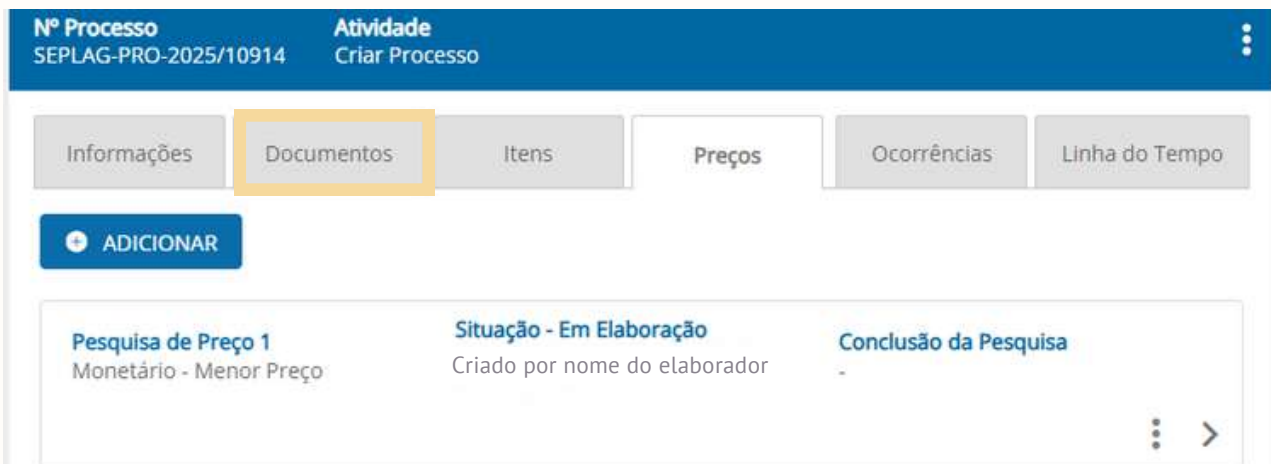 Nº Processo
SEPLAG-PRO-2025/10914
Atividade
Criar Processo
Informações
Documentos
Itens
Preços
Ocorrências
Linha do Tempo
ADICIONAR
Pesquisa de Preço 1
Monetário - Menor Preço
Situação - Em Elaboração
Criado por nome do elaborador
Conclusão da Pesquisa
-